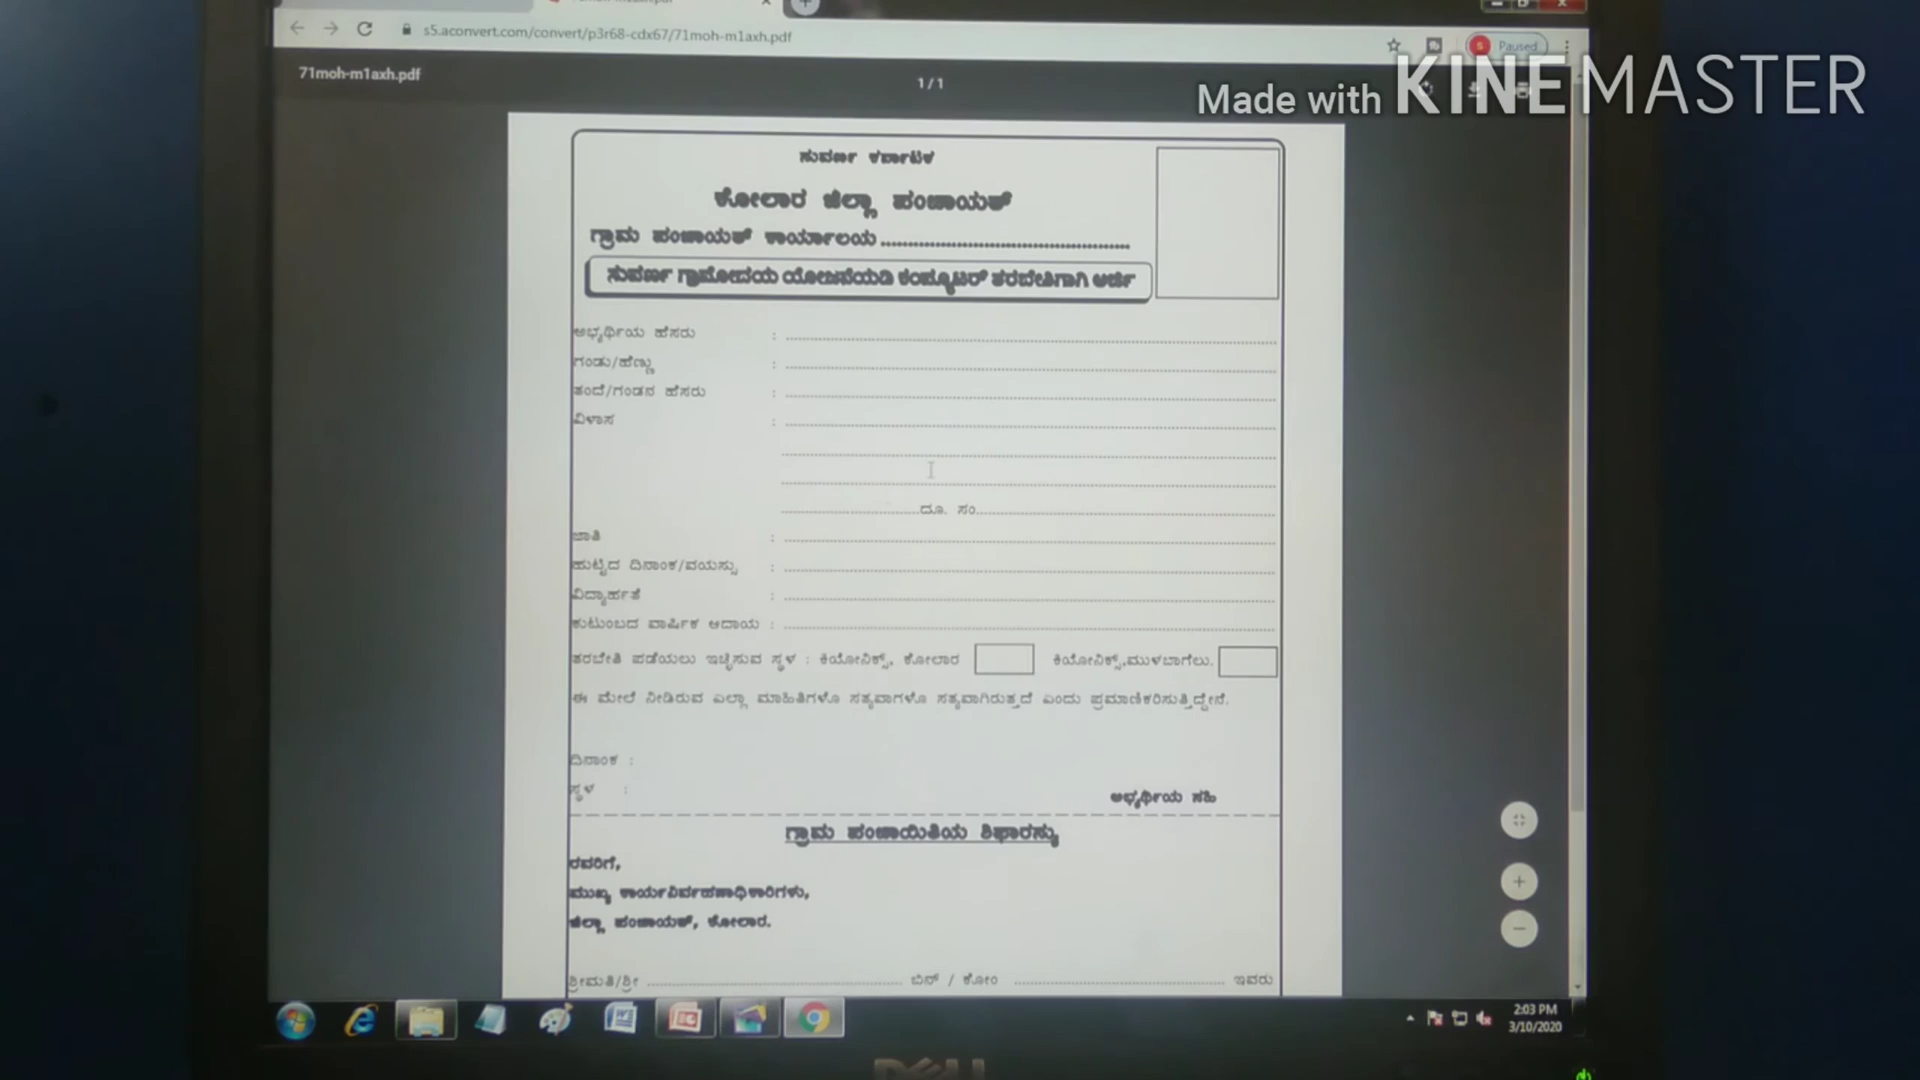 s5.aconvert.com/convert/p3r68-cdx67/71moh-m1axh.pdf
Paused
71moh-m1axh.pdf
1 / 1
Made with KINEMASTER
ಸುವರ್ಣ ಕರ್ನಾಟಕ
ಕೋಲಾರ ಜಿಲ್ಲಾ ಪಂಚಾಯತ್
ಗ್ರಾಮ ಪಂಚಾಯತ್ ಕಾರ್ಯಾಲಯ
ಸುವರ್ಣ ಗ್ರಾಮೋದಯ ಯೋಜನೆಯಡಿ ಕಂಪ್ಯೂಟರ್ ತರಬೇತಿಗಾಗಿ ಅರ್ಜಿ
ಅಭ್ಯರ್ಥಿಯ ಹೆಸರು :
ಗಂಡು/ಹೆಣ್ಣು :
ತಂದೆ/ಗಂಡನ ಹೆಸರು :
ವಿಳಾಸ :
ದೂ. ಸಂ.
ಜಾತಿ :
ಹುಟ್ಟಿದ ದಿನಾಂಕ/ವಯಸ್ಸು :
ವಿದ್ಯಾರ್ಹತೆ :
ಕುಟುಂಬದ ವಾರ್ಷಿಕ ಆದಾಯ :
ತರಬೇತಿ ಪಡೆಯಲು ಇಚ್ಛಿಸುವ ಸ್ಥಳ : ಕಿಯೋನಿಕ್ಸ್, ಕೋಲಾರ ಕಿಯೋನಿಕ್ಸ್,ಮುಳಬಾಗಿಲು.
ಈ ಮೇಲೆ ನೀಡಿರುವ ಎಲ್ಲಾ ಮಾಹಿತಿಗಳೂ ಸತ್ಯವಾಗಳೂ ಸತ್ಯವಾಗಿರುತ್ತದೆ ಎಂದು ಪ್ರಮಾಣಿಕರಿಸುತ್ತಿದ್ದೇನೆ.
ದಿನಾಂಕ :
ಸ್ಥಳ :
ಅಭ್ಯರ್ಥಿಯ ಸಹಿ
ಗ್ರಾಮ ಪಂಚಾಯಿತಿಯ ಶಿಫಾರಸ್ಸು
ರವರಿಗೆ,
ಮುಖ್ಯ ಕಾರ್ಯನಿರ್ವಹಣಾಧಿಕಾರಿಗಳು,
ಜಿಲ್ಲಾ ಪಂಚಾಯತ್, ಕೋಲಾರ.
ಶ್ರೀಮತಿ/ಶ್ರೀ ಬಿನ್ / ಕೋಂ ಇವರು
2:03 PM
3/10/2020
DELL